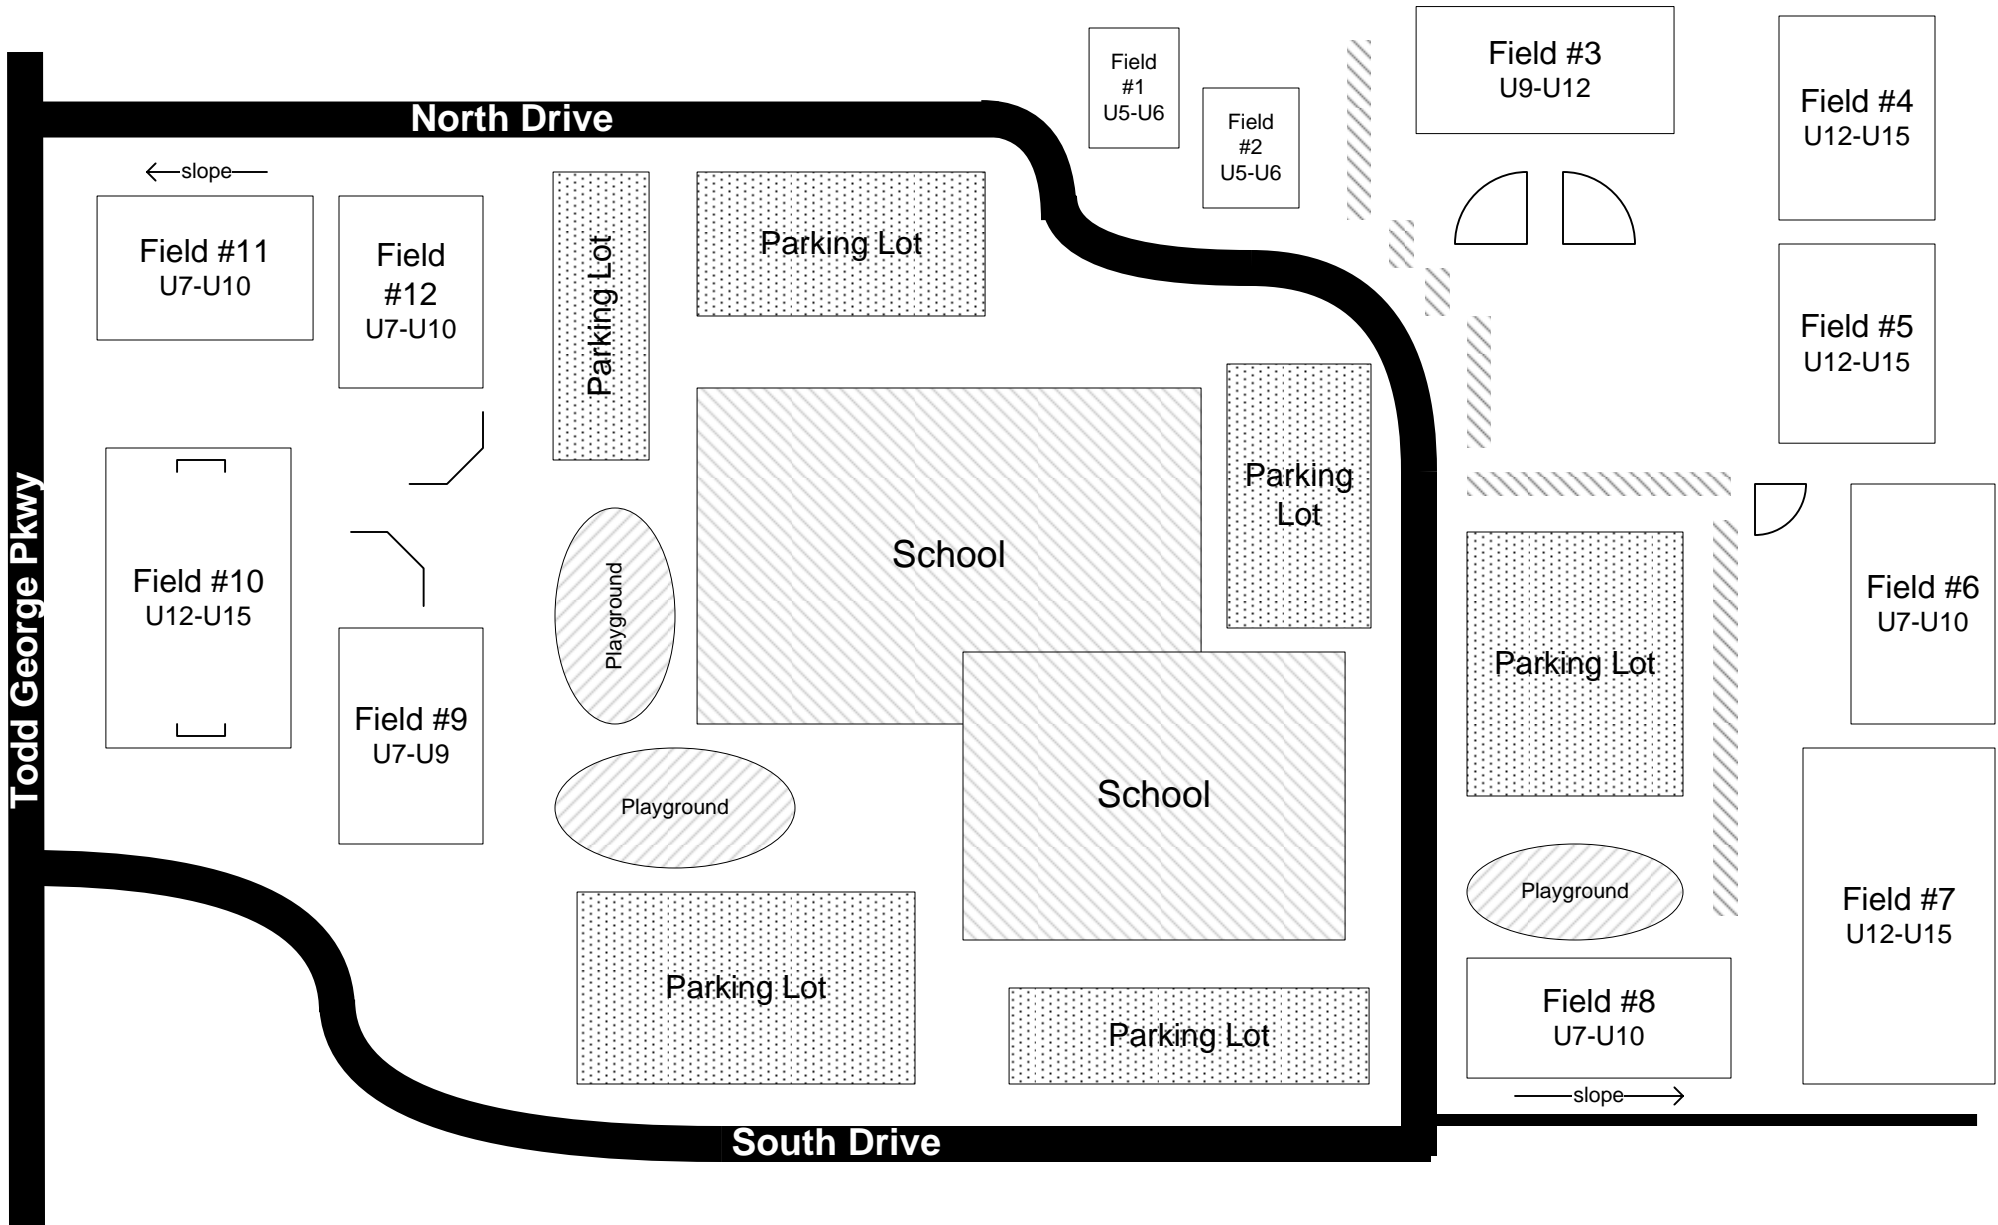 Field
#1
U5-U6
Field #3
U9-U12
Field #4
U12-U15
North Drive
Field
#2
U5-U6
slope
Field #11
U7-U10
Field
#12
U7-U10
Parking Lot
Parking Lot
Field #5
U12-U15
Parking
Lot
Todd George Pkwy
Field #10
U12-U15
School
Playground
Field #6
U7-U10
Parking Lot
Field #9
U7-U9
Playground
School
Playground
Field #7
U12-U15
Parking Lot
Parking Lot
Field #8
U7-U10
slope
South Drive